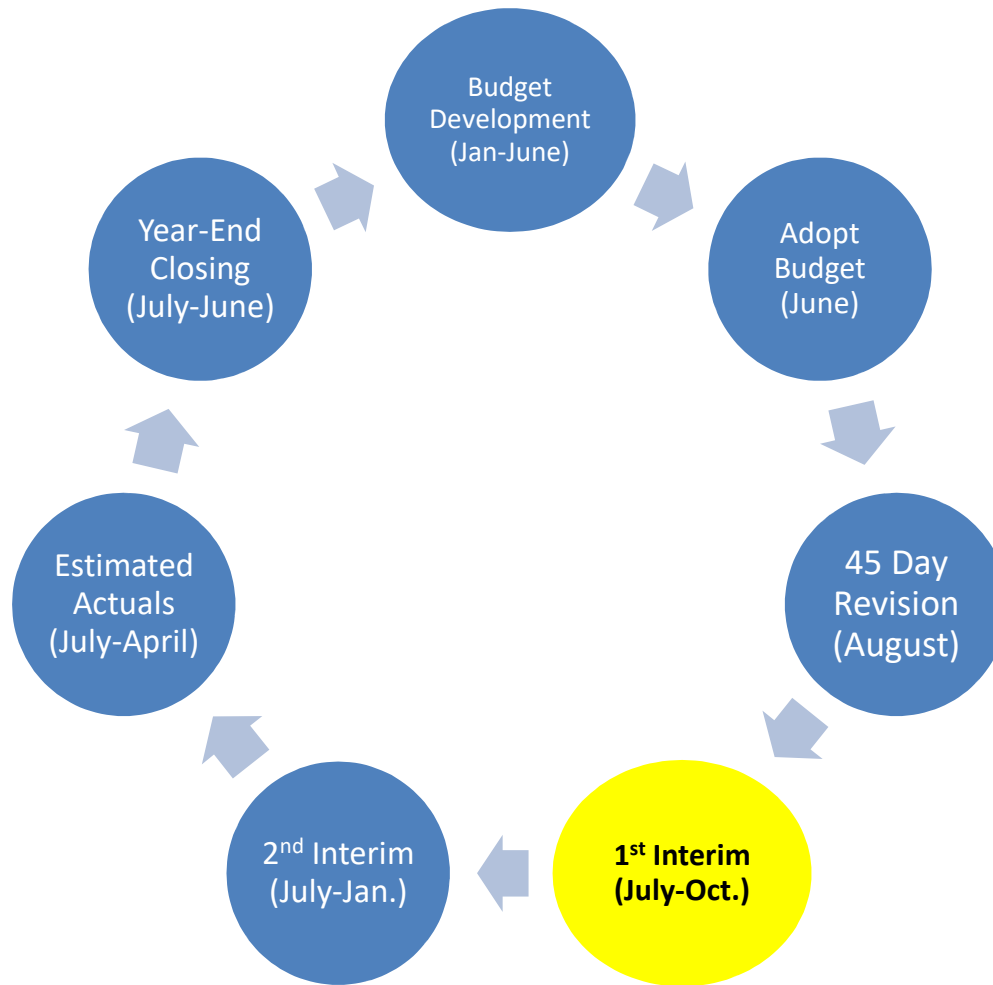 Budget
Development
(Jan-June)
Adopt
Budget
(June)
45 Day
Revision
(August)
1st Interim
(July-Oct.)
2nd Interim
(July-Jan.)
Estimated
Actuals
(July-April)
Year-End
Closing
(July-June)